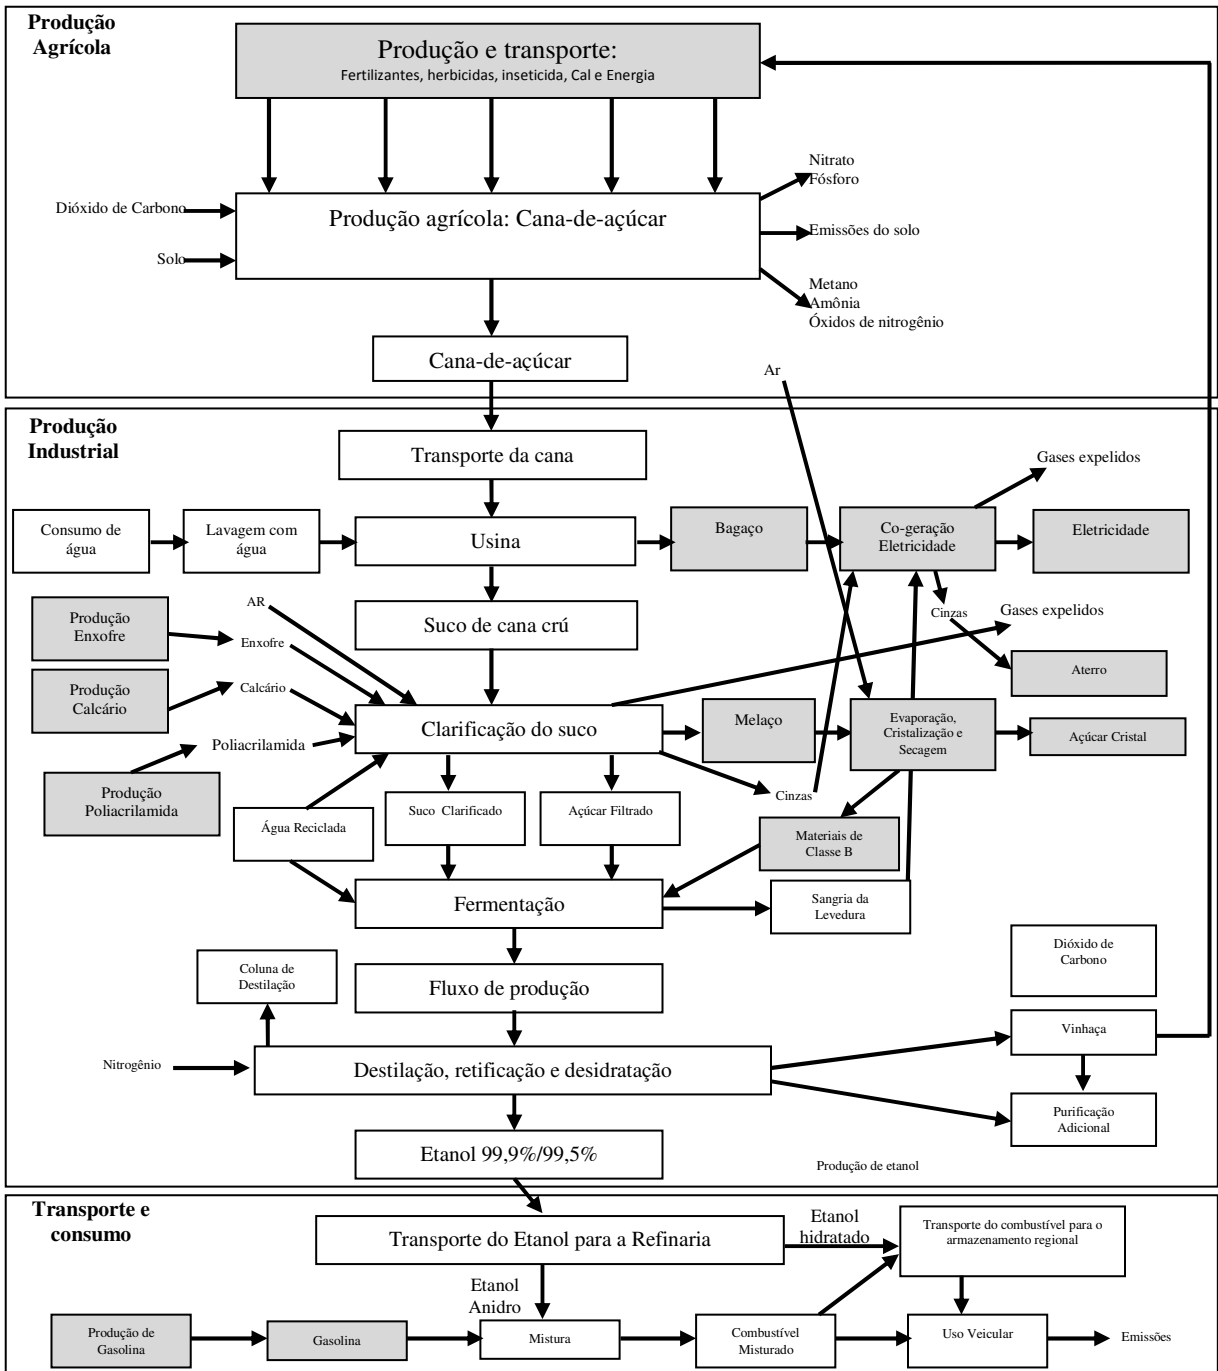 Produção
Agrícola
Produção e transporte:
Fertilizantes, herbicidas, inseticida, Cal e Energia
Nitrato
Fósforo
Dióxido de Carbono
Produção agrícola: Cana-de-açúcar
Emissões do solo
Solo
Metano
Amônia
Óxidos de nitrogênio
Cana-de-açúcar
Ar
Produção
Industrial
Transporte da cana
Gases expelidos
Consumo de
água
Lavagem com
água
Usina
Bagaço
Co-geração
Eletricidade
Eletricidade
Produção
Enxofre
AR
Enxofre
Suco de cana crú
Cinzas
Gases expelidos
Produção
Calcário
Calcário
Aterro
Poliacrilamida
Clarificação do suco
Melaço
Evaporação,
Cristalização e
Secagem
Açúcar Cristal
Produção
Poliacrilamida
Água Reciclada
Suco  Clarificado
Açúcar Filtrado
Cinzas
Materiais de
Classe B
Fermentação
Sangria da
Levedura
Dióxido de
Carbono
Coluna de
Destilação
Fluxo de produção
Vinhaça
Nitrogênio
Destilação, retificação e desidratação
Purificação
Adicional
Etanol 99,9%/99,5%
Produção de etanol
Transporte e
consumo
Transporte do Etanol para a Refinaria
Etanol
hidratado
Transporte do combustível para o
armazenamento regional
Etanol
Anidro
Produção de
Gasolina
Gasolina
Mistura
Combustível
Misturado
Uso Veicular
Emissões